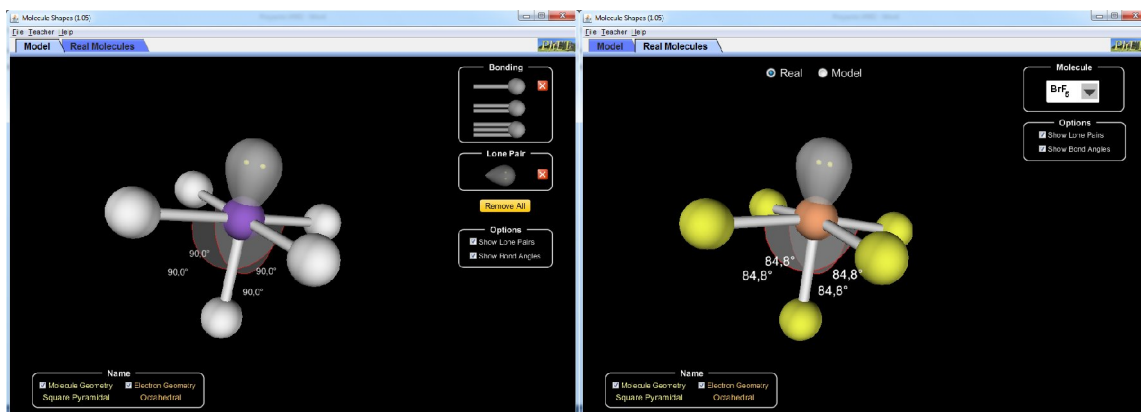 Molecule Shapes (1.05)
File Teacher Help
Model Real Molecules
PhET
Bonding
Lone Pair
Remove All
Options
Show Lone Pairs
Show Bond Angles
90,0°
90,0°
90,0°
90,0°
Name
Molecule Geometry Electron Geometry
Square Pyramidal Octahedral
Molecule Shapes (1.05)
File Teacher Help
Model Real Molecules
PhET
Real Model
Molecule
BrF5
Options
Show Lone Pairs
Show Bond Angles
84,8° 84,8°
84,8° 84,8°
Name
Molecule Geometry Electron Geometry
Square Pyramidal Octahedral